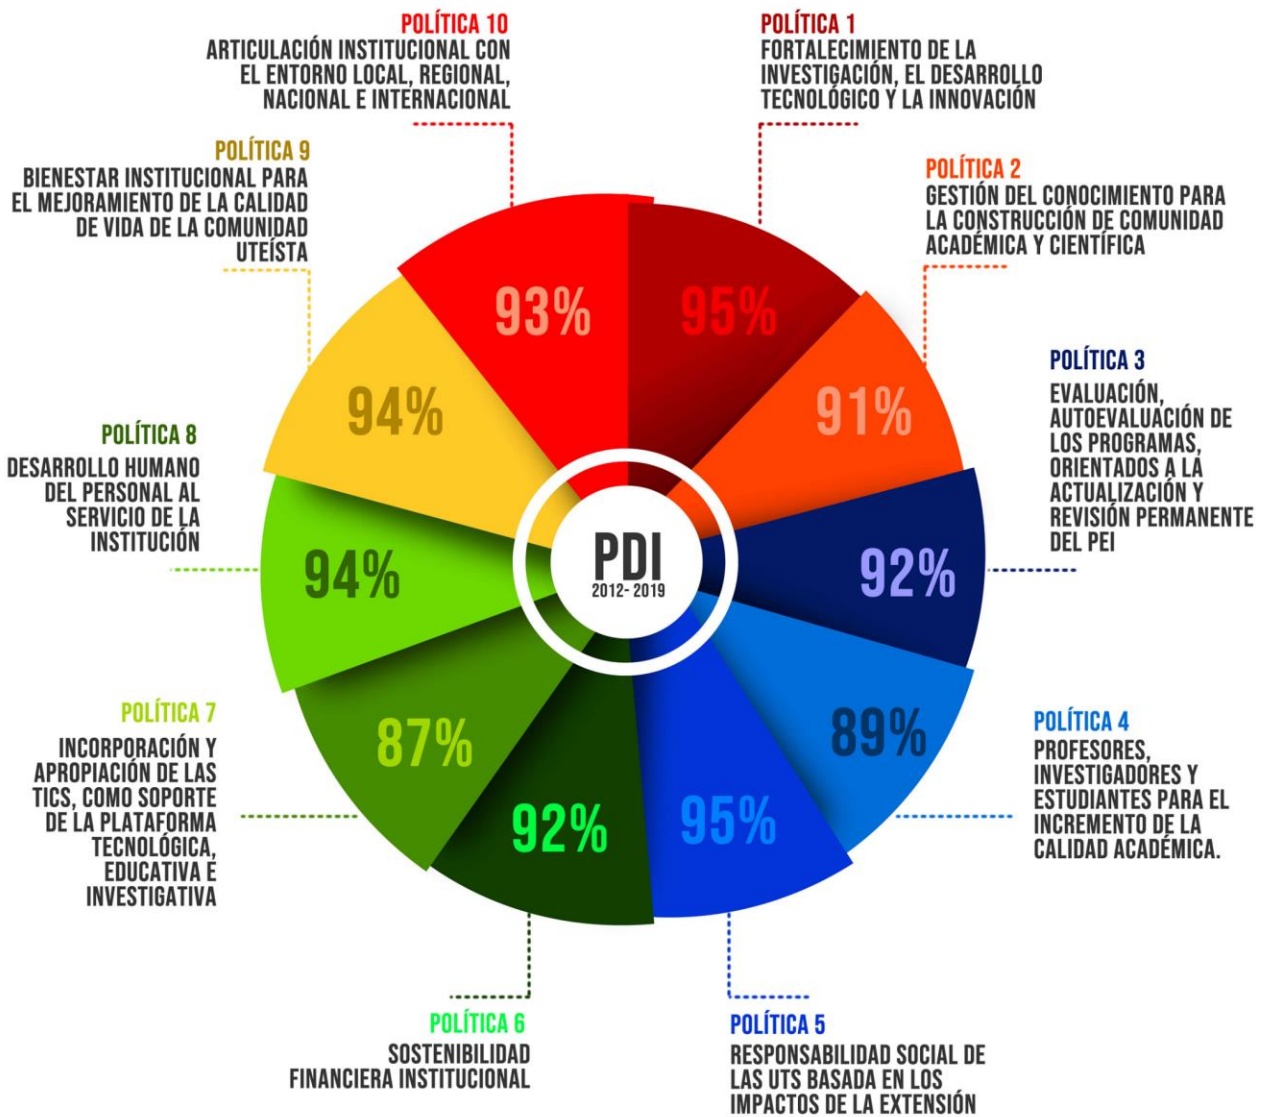 POLÍTICA 10
ARTICULACIÓN INSTITUCIONAL CON
EL ENTORNO LOCAL, REGIONAL,
NACIONAL E INTERNACIONAL
POLÍTICA 1
FORTALECIMIENTO DE LA
INVESTIGACIÓN, EL DESARROLLO
TECNOLÓGICO Y LA INNOVACIÓN
POLÍTICA 9
BIENESTAR INSTITUCIONAL PARA
EL MEJORAMIENTO DE LA CALIDAD
DE VIDA DE LA COMUNIDAD
UTEÍSTA
POLÍTICA 2
GESTIÓN DEL CONOCIMIENTO PARA
LA CONSTRUCCIÓN DE COMUNIDAD
ACADÉMICA Y CIENTÍFICA
93%
95%
94%
91%
POLÍTICA 3
EVALUACIÓN,
AUTOEVALUACIÓN DE
LOS PROGRAMAS,
ORIENTADOS A LA
ACTUALIZACIÓN Y
REVISIÓN PERMANENTE
DEL PEI
POLÍTICA 8
DESARROLLO HUMANO
DEL PERSONAL AL
SERVICIO DE LA
INSTITUCIÓN
94%
PDI
2012- 2019
92%
POLÍTICA 7
INCORPORACIÓN Y
APROPIACIÓN DE LAS
TICS, COMO SOPORTE
DE LA PLATAFORMA
TECNOLÓGICA,
EDUCATIVA E
INVESTIGATIVA
87%
89%
92%
95%
POLÍTICA 4
PROFESORES,
INVESTIGADORES Y
ESTUDIANTES PARA EL
INCREMENTO DE LA
CALIDAD ACADÉMICA.
POLÍTICA 6
SOSTENIBILIDAD
FINANCIERA INSTITUCIONAL
POLÍTICA 5
RESPONSABILIDAD SOCIAL DE
LAS UTS BASADA EN LOS
IMPACTOS DE LA EXTENSIÓN